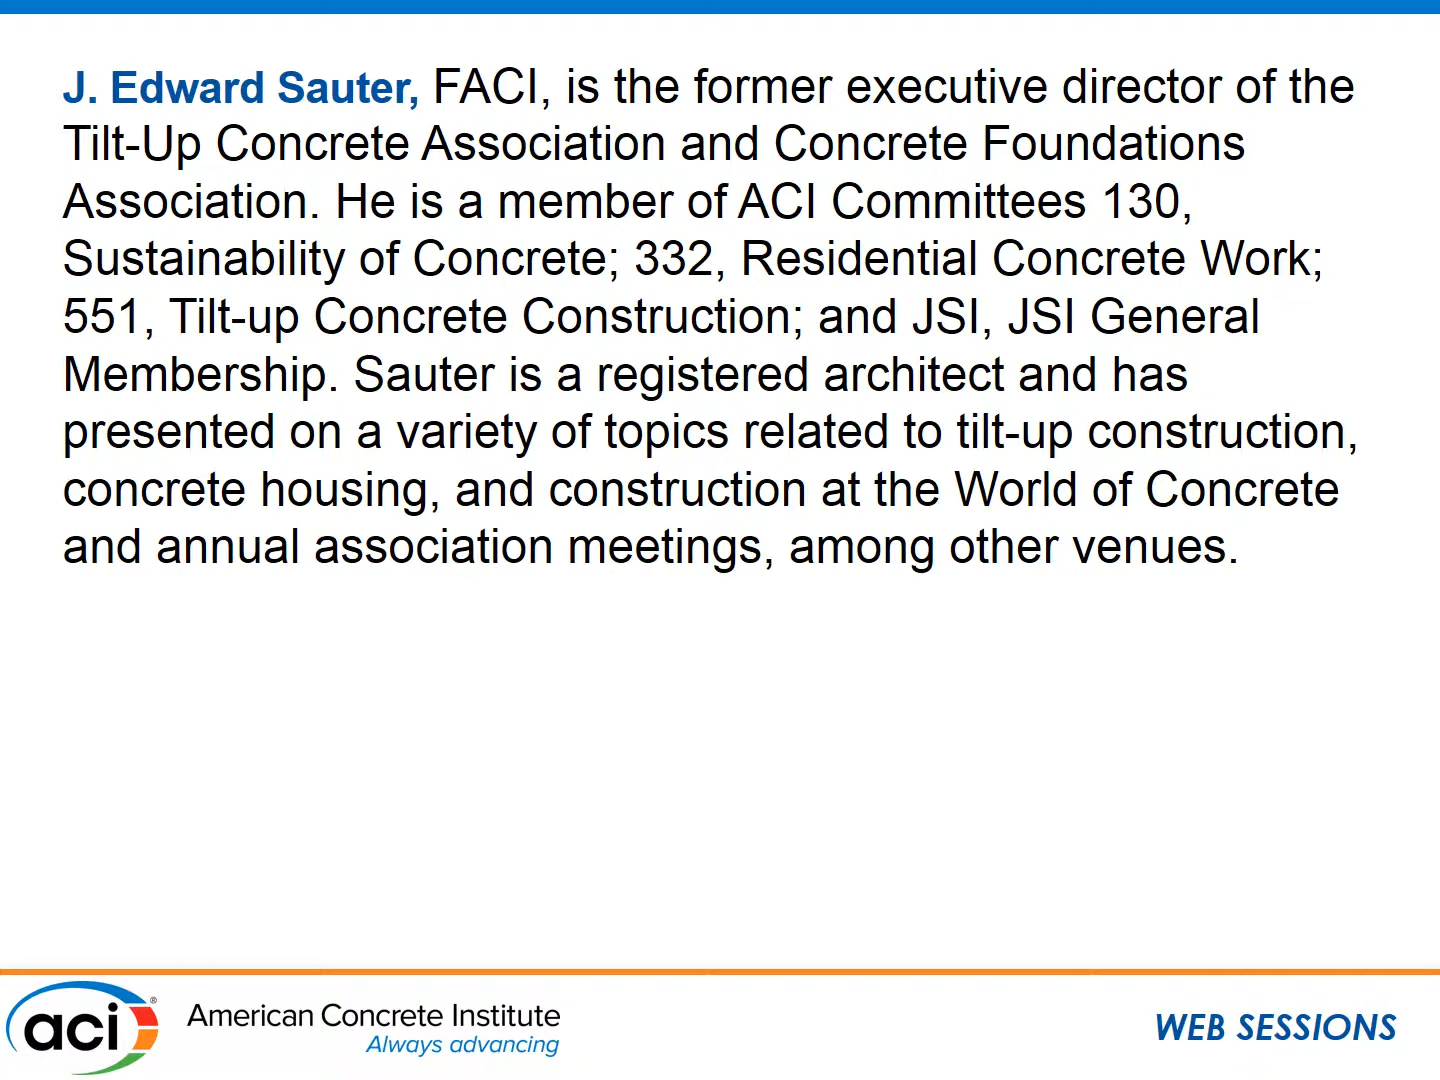 J. Edward Sauter, FACI, is the former executive director of the
Tilt-Up Concrete Association and Concrete Foundations
Association. He is a member of ACI Committees 130,
Sustainability of Concrete; 332, Residential Concrete Work;
551, Tilt-up Concrete Construction; and JSI, JSI General
Membership. Sauter is a registered architect and has
presented on a variety of topics related to tilt-up construction,
concrete housing, and construction at the World of Concrete
and annual association meetings, among other venues.
aci®
American Concrete Institute
Always advancing
WEB SESSIONS